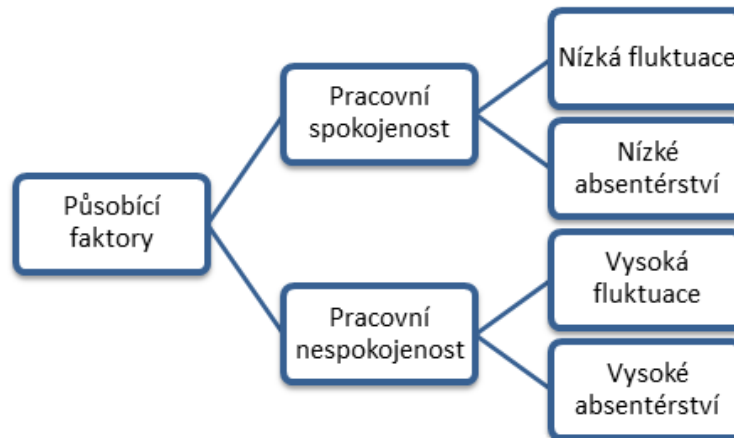 Působící
faktory
Pracovní
spokojenost
Nízká fluktuace
Nízké
absentérství
Pracovní
nespokojenost
Vysoká
fluktuace
Vysoké
absentérství